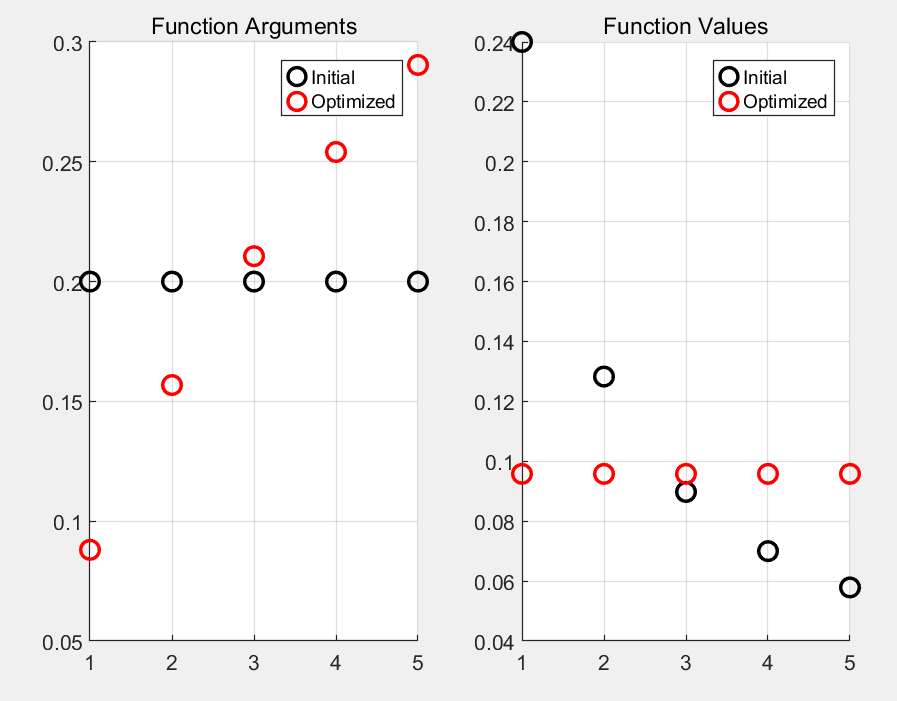 Function Arguments
0.3
0.25
0.2
0.15
0.1
0.05
1 2 3 4 5
Initial
Optimized
Function Values
0.24
0.22
0.2
0.18
0.16
0.14
0.12
0.1
0.08
0.06
0.04
1 2 3 4 5
Initial
Optimized